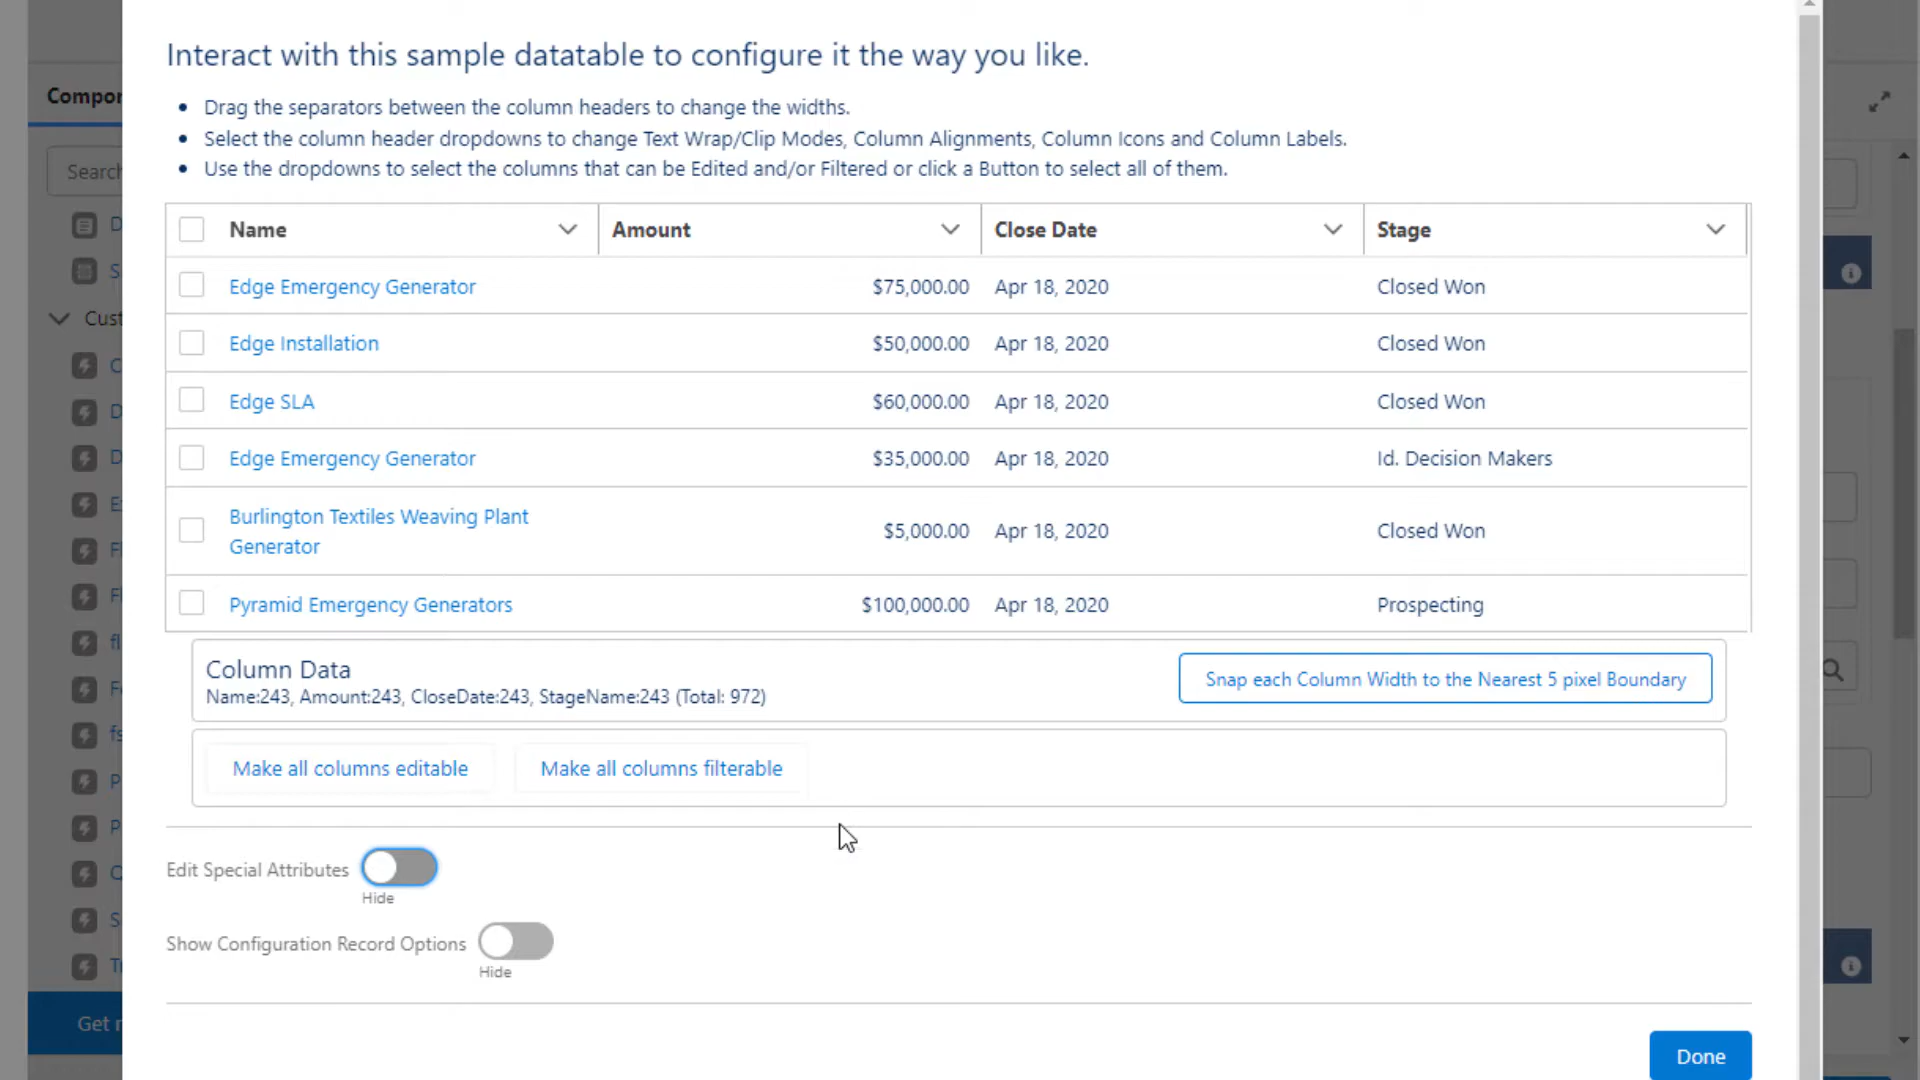 Interact with this sample datatable to configure it the way you like.
Drag the separators between the column headers to change the widths.
Select the column header dropdowns to change Text Wrap/Clip Modes, Column Alignments, Column Icons and Column Labels.
Use the dropdowns to select the columns that can be Edited and/or Filtered or click a Button to select all of them.
Name Amount Close Date Stage
Edge Emergency Generator $75,000.00 Apr 18, 2020 Closed Won
Edge Installation $50,000.00 Apr 18, 2020 Closed Won
Edge SLA $60,000.00 Apr 18, 2020 Closed Won
Edge Emergency Generator $35,000.00 Apr 18, 2020 Id. Decision Makers
Burlington Textiles Weaving Plant
Generator $5,000.00 Apr 18, 2020 Closed Won
Pyramid Emergency Generators $100,000.00 Apr 18, 2020 Prospecting
Column Data
Name:243, Amount:243, CloseDate:243, StageName:243 (Total: 972)
Snap each Column Width to the Nearest 5 pixel Boundary
Make all columns editable Make all columns filterable
Edit Special Attributes
Hide
Show Configuration Record Options
Hide
Done
Search
Get